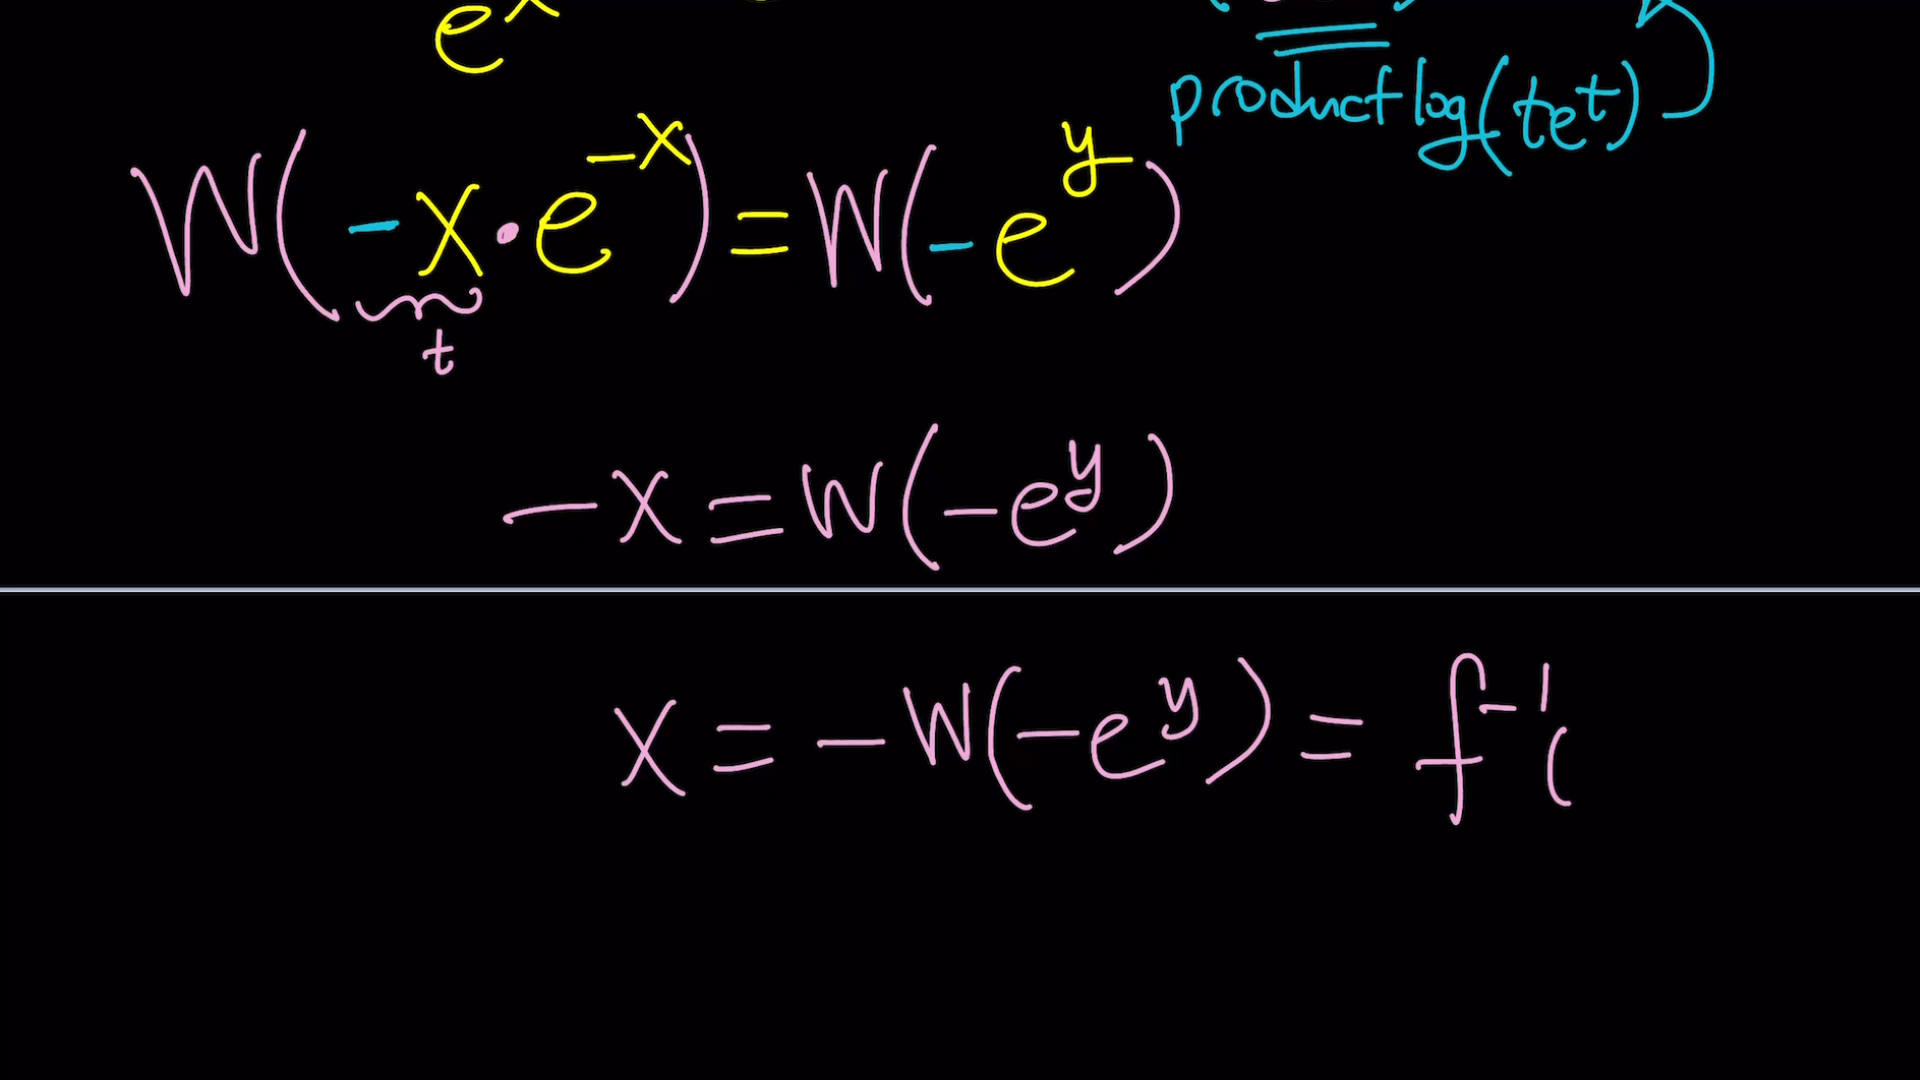 e^x
productlog(te^t)
W(-x·e^-x) = W(-e^y)
t
-x = W(-e^y)
x = -W(-e^y) = f^-1(